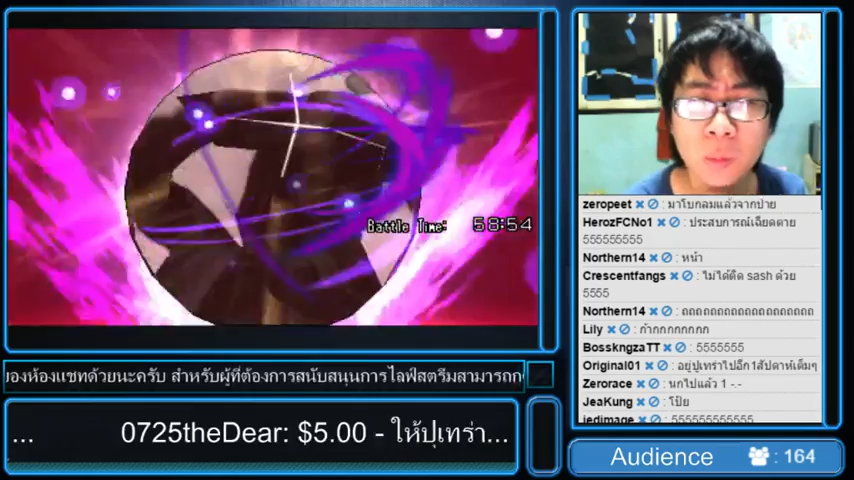 Battle Time: 58:54
zeropeet : มาโบกลมแล้วจากป่าย
HerozFCNo1 : ประสบการณ์เฉียดตาย
555555555
Northern14 : หน้า
Crescentfangs : ไม่ได้ติด sash ด้วย
5555
Northern14 : ถถถถถถถถถถถถถถถถถถถ
Lily : ก๊ากกกกกกกก
BosskngzaTT : 5555555
Original01 : อยู่ปูเทร่าไปอีก1สัปดาห์เต็มๆ
Zerorace : นกไปแล้ว 1 -.-
JeaKung : โป้ย
jedimage : 555555555555
องห้องแชทด้วยนะครับ สำหรับผู้ที่ต้องการสนับสนุนการไลฟ์สตรีมสามารถก
... 0725theDear: $5.00 - ให้ปูเทร่า...
Audience : 164